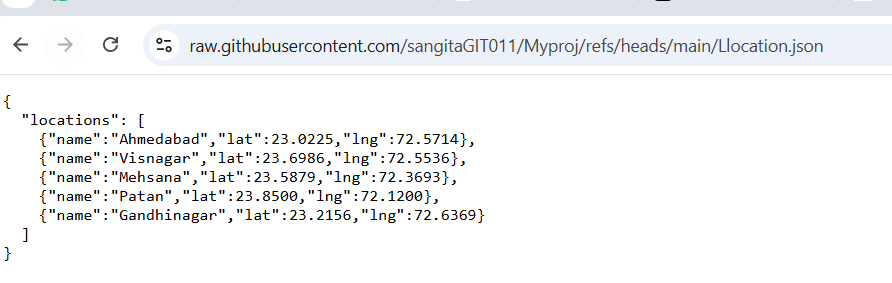 raw.githubusercontent.com/sangitaGIT011/Myproj/refs/heads/main/Llocation.json
{
  "locations": [
    {"name":"Ahmedabad","lat":23.0225,"lng":72.5714},
    {"name":"Visnagar","lat":23.6986,"lng":72.5536},
    {"name":"Mehsana","lat":23.5879,"lng":72.3693},
    {"name":"Patan","lat":23.8500,"lng":72.1200},
    {"name":"Gandhinagar","lat":23.2156,"lng":72.6369}
  ]
}